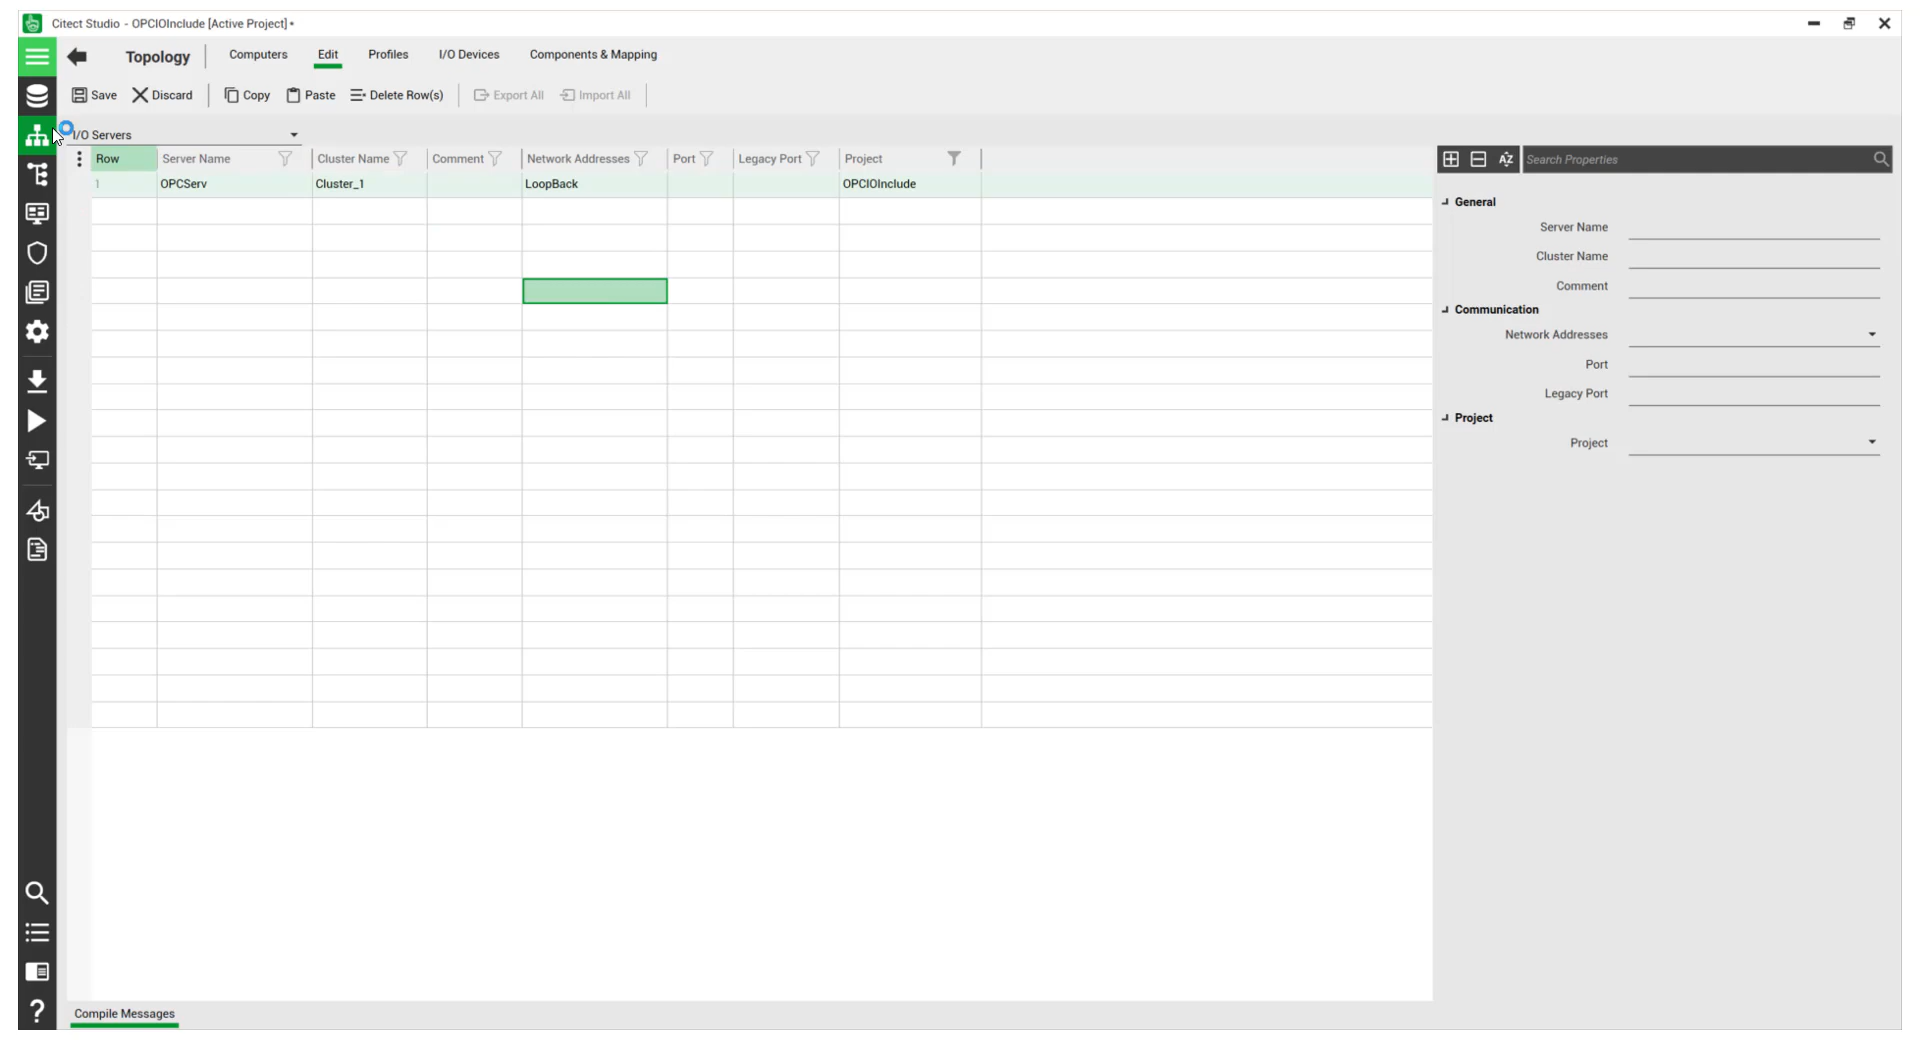 Citect Studio - OPCIOInclude [Active Project] *
Topology Computers Edit Profiles I/O Devices Components & Mapping
Save Discard Copy Paste Delete Row(s) Export All Import All
I/O Servers
Row Server Name Cluster Name Comment Network Addresses Port Legacy Port Project
1 OPCServ Cluster_1 LoopBack OPCIOInclude
Search Properties
General
Server Name
Cluster Name
Comment
Communication
Network Addresses
Port
Legacy Port
Project
Project
Compile Messages